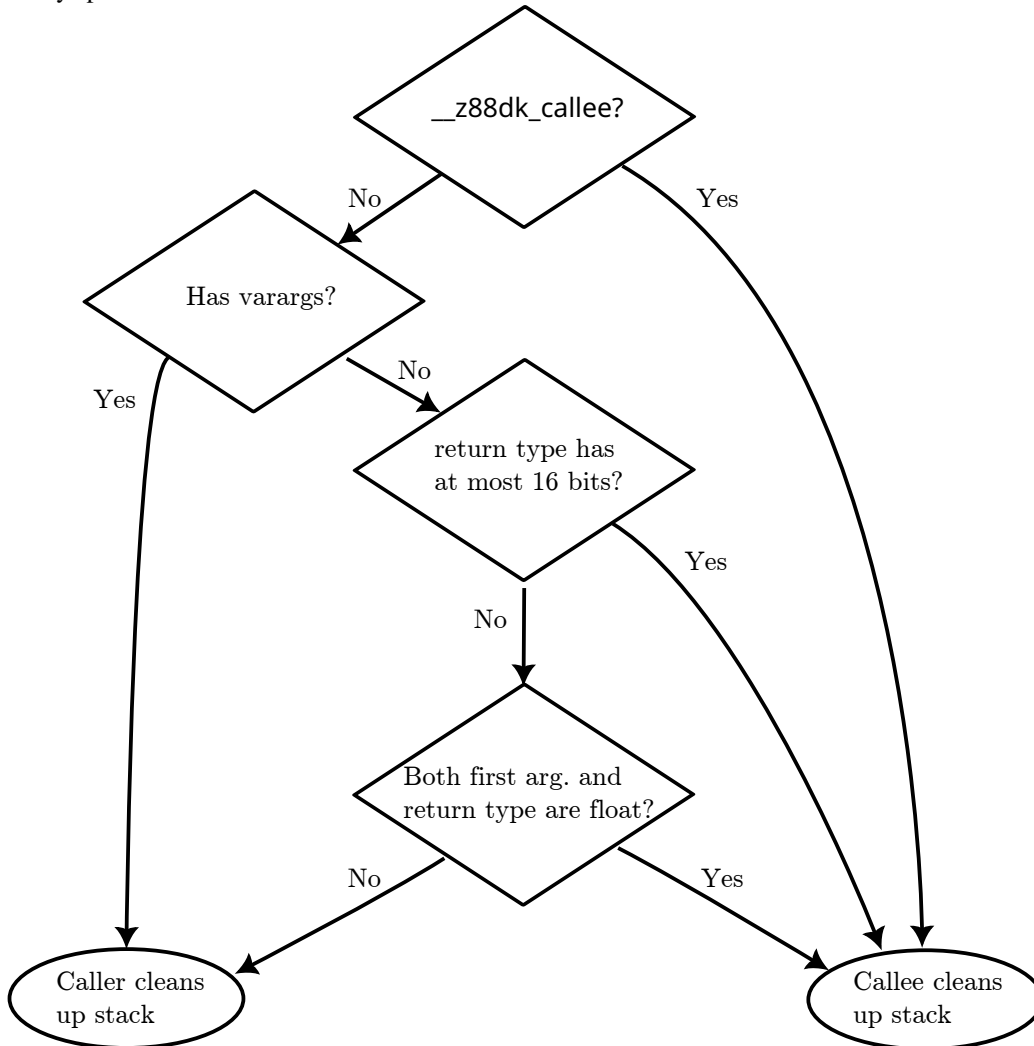 __z88dk_callee?
No
Yes
Has varargs?
No
Yes
return type has
at most 16 bits?
Yes
No
Both first arg. and
return type are float?
No
Yes
Caller cleans
up stack
Callee cleans
up stack